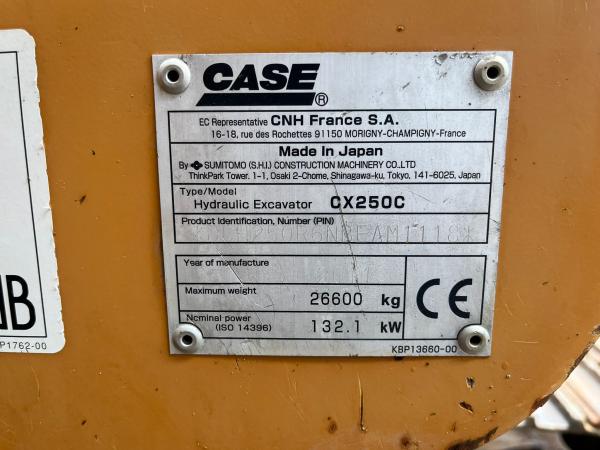 CASE ®
EC Representative CNH France S.A.
16-18, rue des Rochettes 91150 MORIGNY-CHAMPIGNY-France
Made In Japan
By SUMITOMO (S.H.I.) CONSTRUCTION MACHINERY CO.,LTD
ThinkPark Tower. 1-1, Osaki 2-Chome, Shinagawa-ku, Tokyo, 141-6025, Japan
Type/Model
Hydraulic Excavator CX250C
Product Identification, Number (PIN)
Year of manufacture
Maximum weight 26600 kg
Nominal power
(ISO 14396) 132.1 kW
CE
KBP13660-00
P1762-00